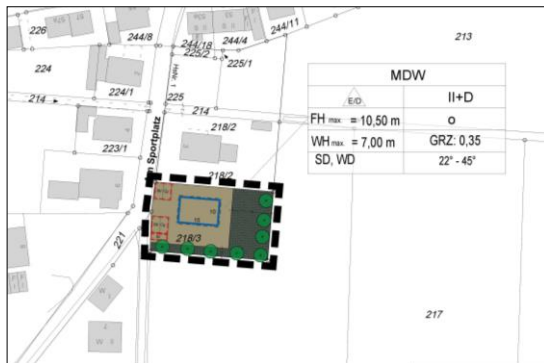 226
244/8
244/18
244/4
244/11
225/2
225/1
213
224
224/1
214
225
214
MDW
E/D
II+D
FH max. = 10,50 m
o
WH max. = 7,00 m
GRZ: 0,35
SD, WD
22° - 45°
Am Sportplatz
218/2
223/1
218/2
218/3
221
217